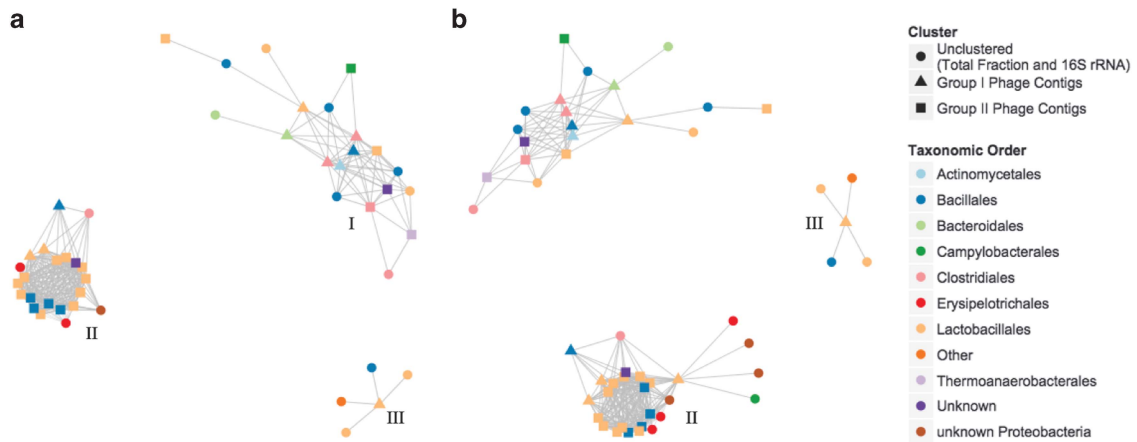 a
b
I
II
III
I
II
III
Cluster
Unclustered
(Total Fraction and 16S rRNA)
Group I Phage Contigs
Group II Phage Contigs
Taxonomic Order
Actinomycetales
Bacillales
Bacteroidales
Campylobacterales
Clostridiales
Erysipelotrichales
Lactobacillales
Other
Thermoanaerobacterales
Unknown
unknown Proteobacteria